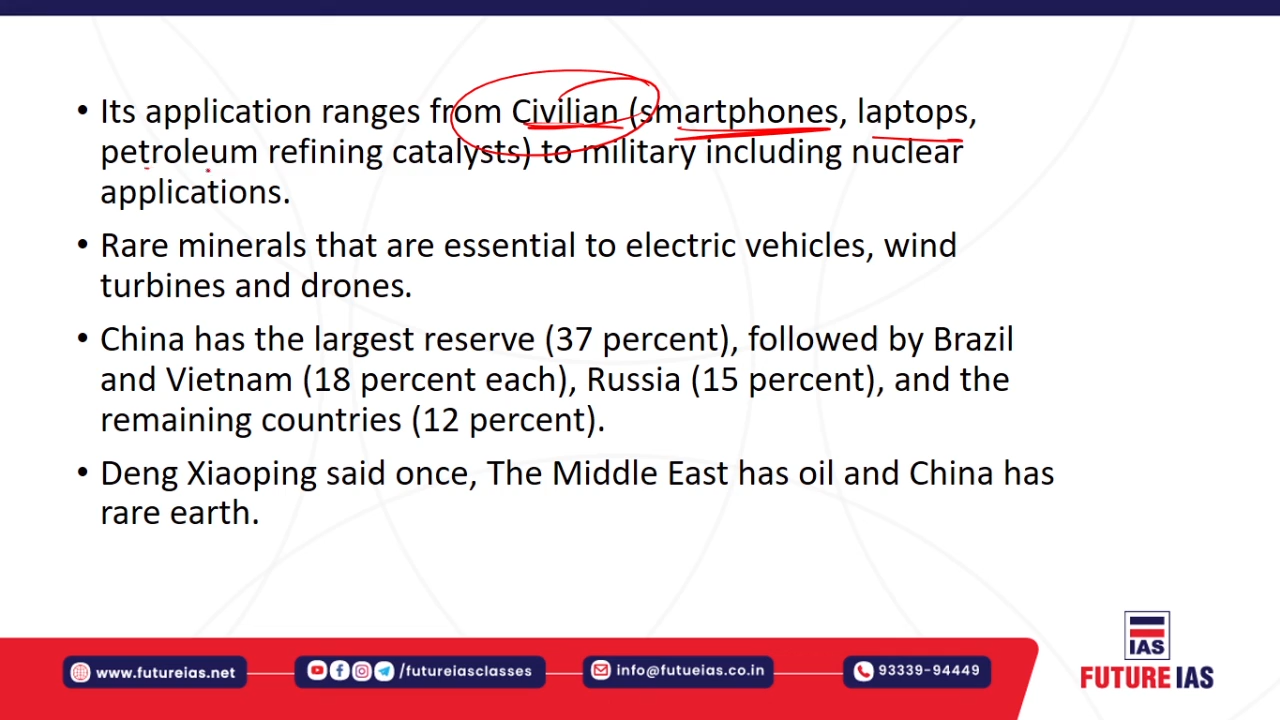 • Its application ranges from Civilian (smartphones, laptops,
petroleum refining catalysts) to military including nuclear
applications.
• Rare minerals that are essential to electric vehicles, wind
turbines and drones.
• China has the largest reserve (37 percent), followed by Brazil
and Vietnam (18 percent each), Russia (15 percent), and the
remaining countries (12 percent).
• Deng Xiaoping said once, The Middle East has oil and China has
rare earth.
IAS
www.futureias.net
/futureiasclasses
info@futueias.co.in
93339-94449
FUTURE IAS